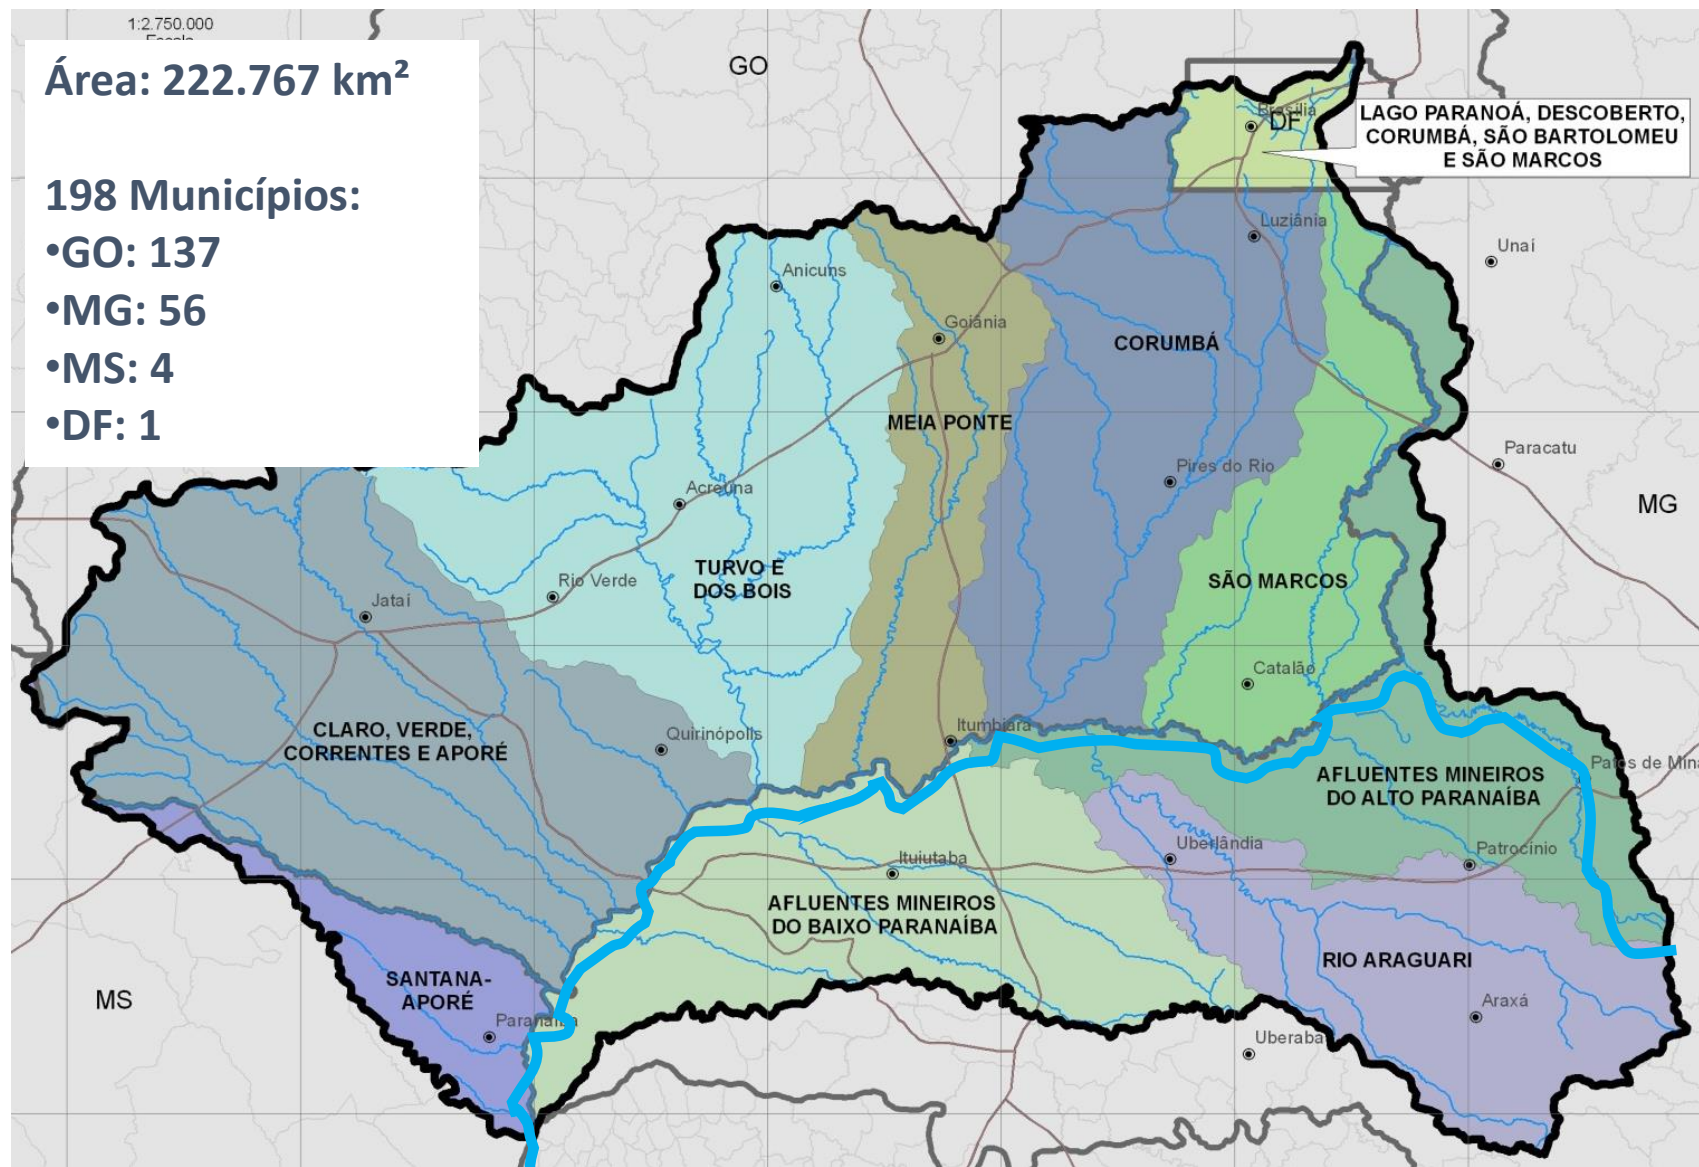 1:2.750.000
Escala
Área: 222.767 km²
198 Municípios:
•GO: 137
•MG: 56
•MS: 4
•DF: 1
GO
Brasília
DF
LAGO PARANOÁ, DESCOBERTO,
CORUMBÁ, SÃO BARTOLOMEU
E SÃO MARCOS
Luziânia
Unaí
Anicuns
Goiânia
CORUMBÁ
MEIA PONTE
Paracatu
Pires do Rio
Acreúna
MG
TURVO E
DOS BOIS
SÃO MARCOS
Rio Verde
Jataí
Catalão
CLARO, VERDE,
CORRENTES E APORÉ
Quirinópolis
Itumbiara
AFLUENTES MINEIROS
DO ALTO PARANAÍBA
Patos de Mina
Uberlândia
Patrocínio
Ituiutaba
AFLUENTES MINEIROS
DO BAIXO PARANAÍBA
RIO ARAGUARI
SANTANA-
APORÉ
MS
Araxá
Paranaíba
Uberaba